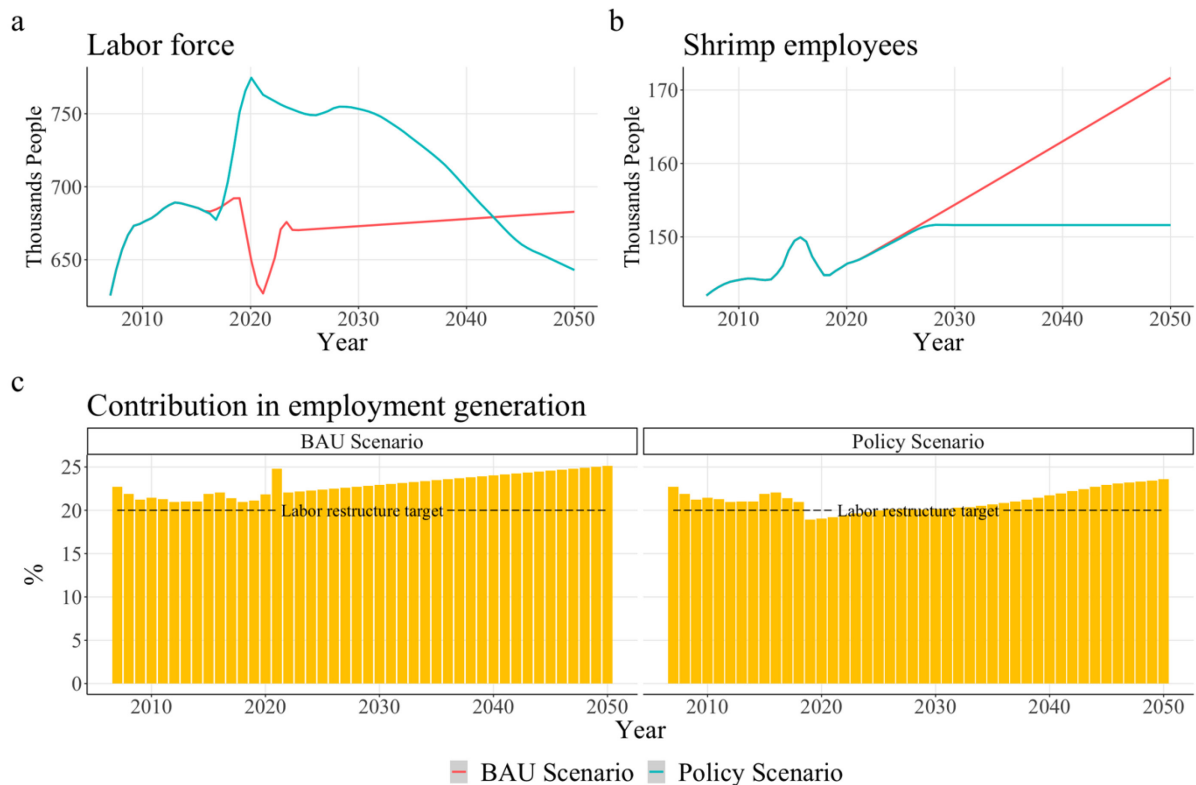 a
Labor force
Thousands People
750
700
650
2010 2020 2030 2040 2050
Year
b
Shrimp employees
Thousands People
170
160
150
2010 2020 2030 2040 2050
Year
c
Contribution in employment generation
BAU Scenario
Policy Scenario
%
25
20
15
10
5
0
Labor restructure target
Labor restructure target
2010 2020 2030 2040 2050
2010 2020 2030 2040 2050
Year
BAU Scenario Policy Scenario